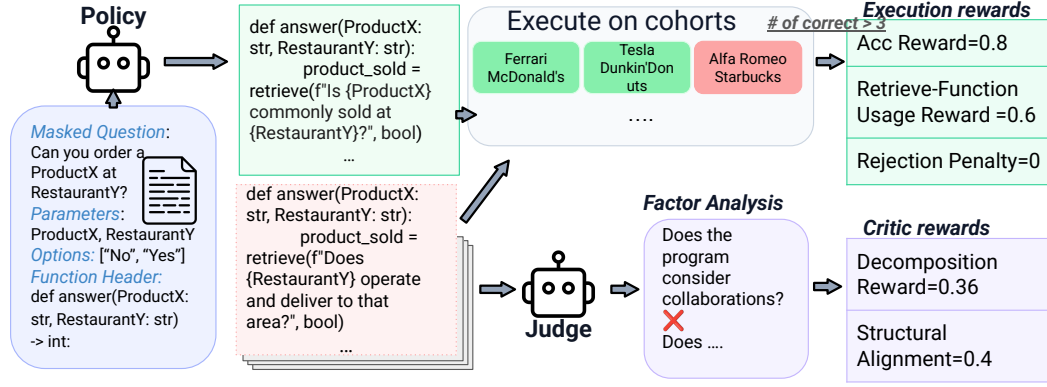 Policy
Masked Question:
Can you order a
ProductX at
RestaurantY?
Parameters:
ProductX, RestaurantY
Options: ["No", “Yes”]
Function Header:
def answer(ProductX:
str, RestaurantY: str)
-> int:
def answer(ProductX:
str, RestaurantY: str):
product_sold =
retrieve(f"Is {ProductX}
commonly sold at
{RestaurantY}?", bool)
...
def answer(ProductX:
str, RestaurantY: str):
product_sold =
retrieve(f"Does
{RestaurantY} operate
and deliver to that
area?", bool)
...
Execute on cohorts
# of correct > 3
Ferrari
McDonald's
Tesla
Dunkin'Don
uts
Alfa Romeo
Starbucks
....
Judge
Factor Analysis
Does the
program
consider
collaborations?
❌
Does ....
Execution rewards
Acc Reward=0.8
Retrieve-Function
Usage Reward =0.6
Rejection Penalty=0
Critic rewards
Decomposition
Reward=0.36
Structural
Alignment=0.4